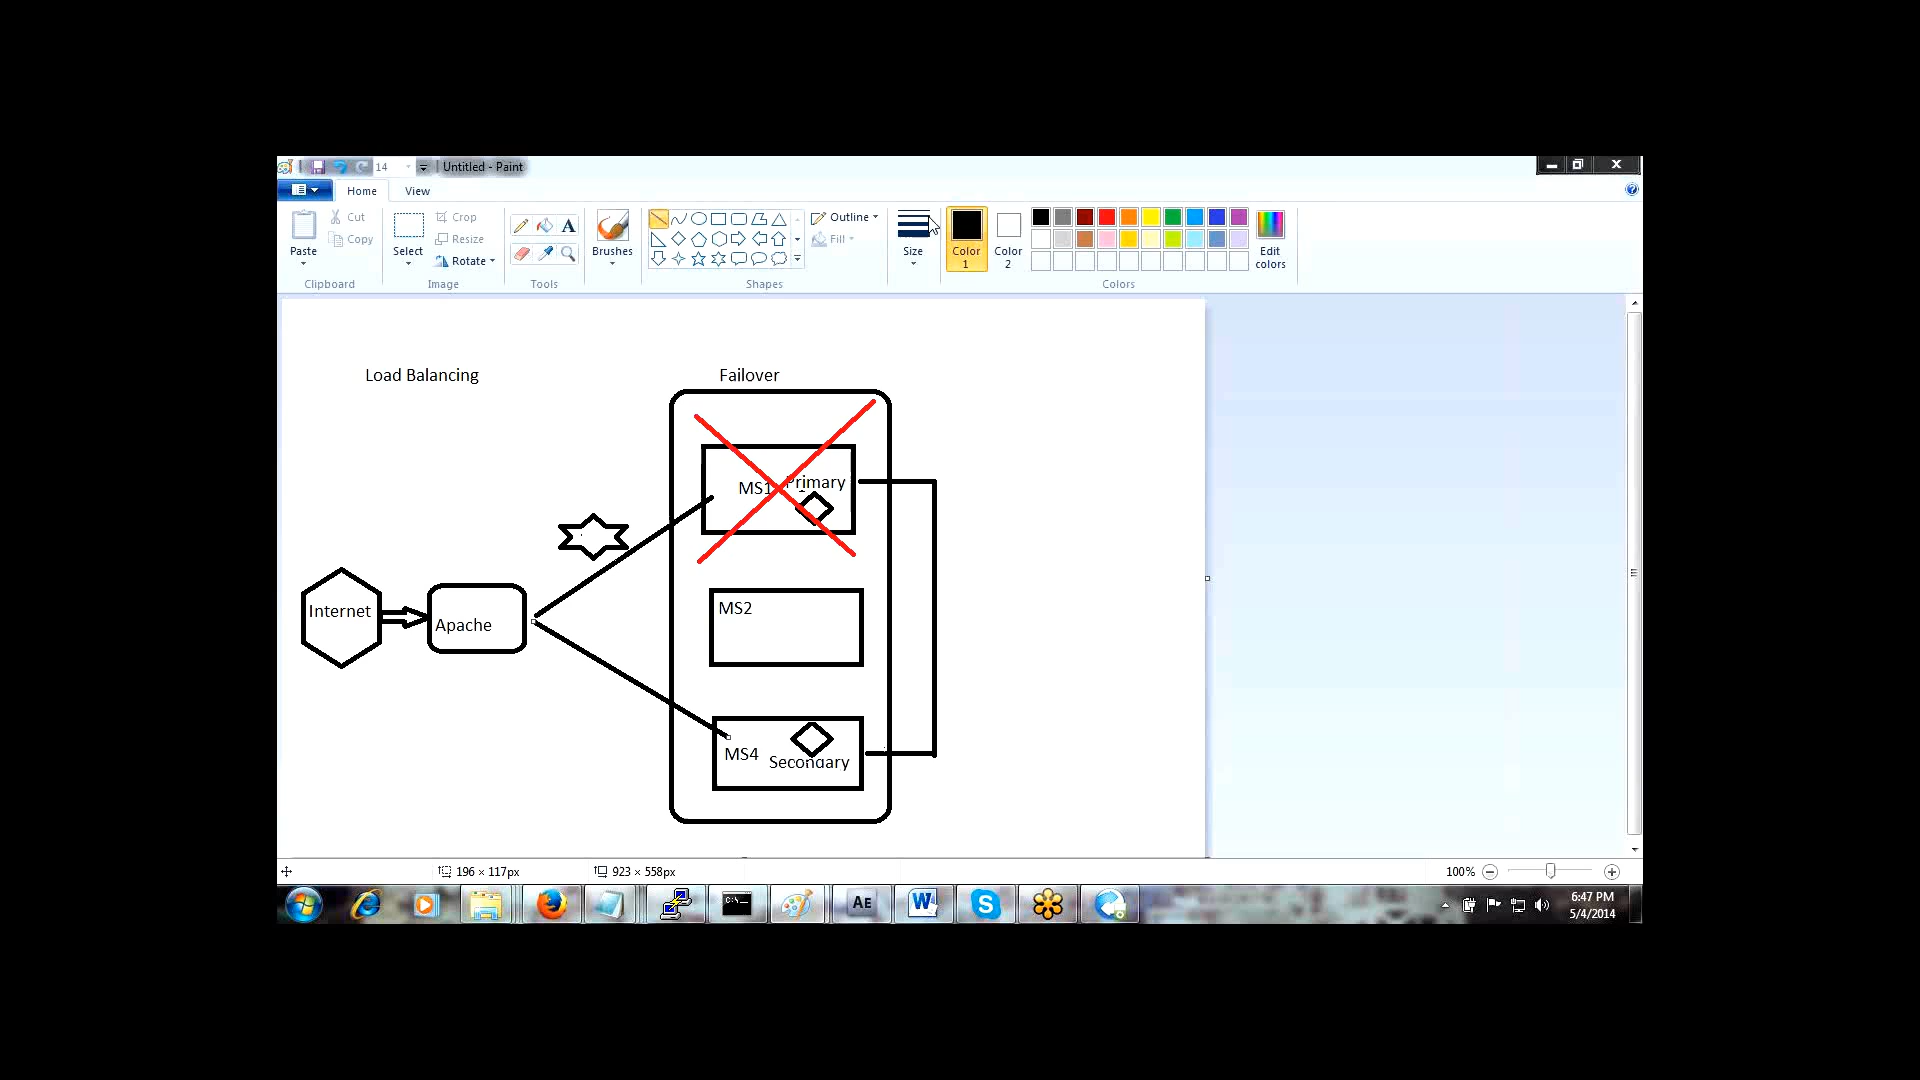 14
Untitled - Paint
Home
View
Cut
Copy
Paste
Clipboard
Crop
Resize
Rotate
Select
Image
A
Tools
Brushes
Outline
Fill
Shapes
Size
Color
1
Color
2
Edit
colors
Colors
Load Balancing
Failover
MS1
Primary
Internet
Apache
MS2
MS4
Secondary
196 × 117px
923 × 558px
100%
C:\
AE
W
S
6:47 PM
5/4/2014